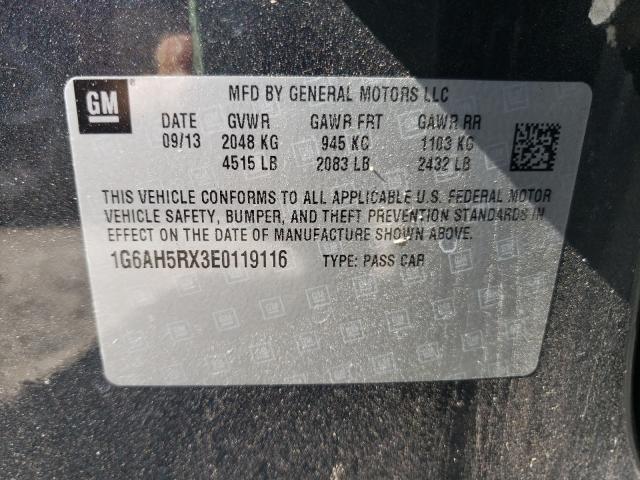 GM
MFD BY GENERAL MOTORS LLC
DATE GVWR GAWR FRT GAWR RR
09/13 2048 KG 945 KG 1103 KG
4515 LB 2083 LB 2432 LB
THIS VEHICLE CONFORMS TO ALL APPLICABLE U.S. FEDERAL MOTOR
VEHICLE SAFETY, BUMPER, AND THEFT PREVENTION STANDARDS IN
EFFECT ON THE DATE OF MANUFACTURE SHOWN ABOVE.
1G6AH5RX3E0119116 TYPE: PASS CAR